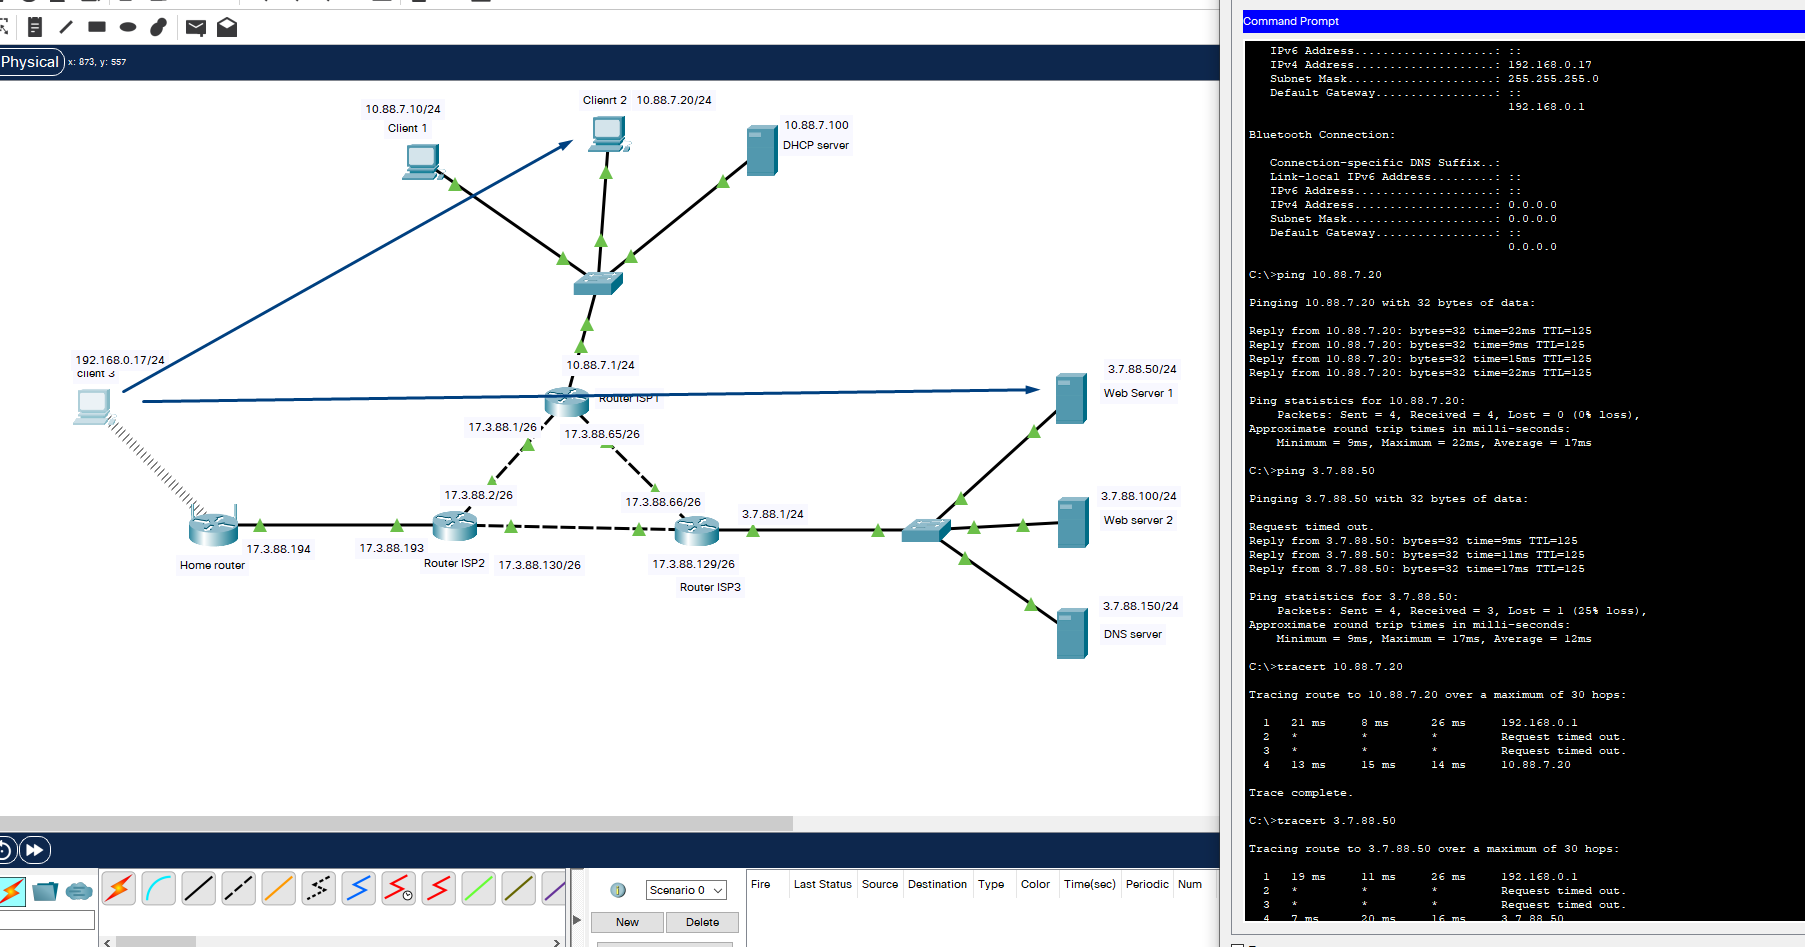 Physical
x: 873, y: 557
10.88.7.10/24
Client 1
Clienrt 2
10.88.7.20/24
10.88.7.100
DHCP server
192.168.0.17/24
client 3
10.88.7.1/24
Router ISP1
17.3.88.1/26
17.3.88.65/26
3.7.88.50/24
Web Server 1
17.3.88.2/26
17.3.88.66/26
3.7.88.1/24
3.7.88.100/24
Web server 2
17.3.88.194
Home router
17.3.88.193
Router ISP2
17.3.88.130/26
17.3.88.129/26
Router ISP3
3.7.88.150/24
DNS server
Scenario 0
New
Delete
Fire Last Status Source Destination Type Color Time(sec) Periodic Num
Command Prompt
IPv6 Address....................: ::
IPv4 Address....................: 192.168.0.17
Subnet Mask.....................: 255.255.255.0
Default Gateway.................: ::
192.168.0.1
Bluetooth Connection:
Connection-specific DNS Suffix..:
Link-local IPv6 Address.........: ::
IPv6 Address....................: ::
IPv4 Address....................: 0.0.0.0
Subnet Mask.....................: 0.0.0.0
Default Gateway.................: ::
0.0.0.0
C:\>ping 10.88.7.20
Pinging 10.88.7.20 with 32 bytes of data:
Reply from 10.88.7.20: bytes=32 time=22ms TTL=125
Reply from 10.88.7.20: bytes=32 time=9ms TTL=125
Reply from 10.88.7.20: bytes=32 time=15ms TTL=125
Reply from 10.88.7.20: bytes=32 time=22ms TTL=125
Ping statistics for 10.88.7.20:
Packets: Sent = 4, Received = 4, Lost = 0 (0% loss),
Approximate round trip times in milli-seconds:
Minimum = 9ms, Maximum = 22ms, Average = 17ms
C:\>ping 3.7.88.50
Pinging 3.7.88.50 with 32 bytes of data:
Request timed out.
Reply from 3.7.88.50: bytes=32 time=9ms TTL=125
Reply from 3.7.88.50: bytes=32 time=11ms TTL=125
Reply from 3.7.88.50: bytes=32 time=17ms TTL=125
Ping statistics for 3.7.88.50:
Packets: Sent = 4, Received = 3, Lost = 1 (25% loss),
Approximate round trip times in milli-seconds:
Minimum = 9ms, Maximum = 17ms, Average = 12ms
C:\>tracert 10.88.7.20
Tracing route to 10.88.7.20 over a maximum of 30 hops:
1 21 ms 8 ms 26 ms 192.168.0.1
2 * * * Request timed out.
3 * * * Request timed out.
4 13 ms 15 ms 14 ms 10.88.7.20
Trace complete.
C:\>tracert 3.7.88.50
Tracing route to 3.7.88.50 over a maximum of 30 hops:
1 19 ms 11 ms 26 ms 192.168.0.1
2 * * * Request timed out.
3 * * * Request timed out.
4 7 ms 20 ms 16 ms 3.7.88.50